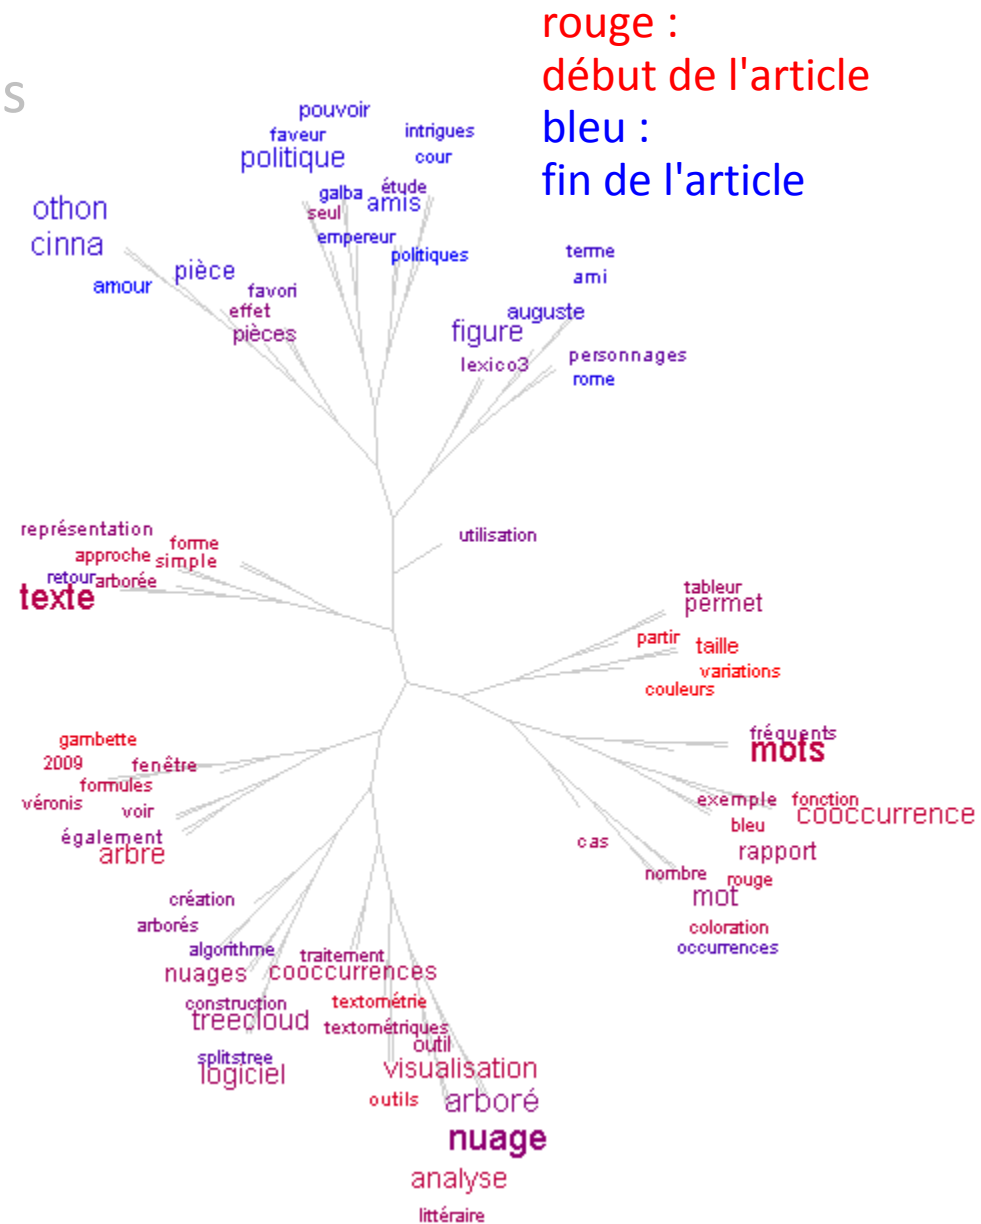 rouge :
début de l'article
bleu :
fin de l'article
s
pouvoir
faveur
politique
intrigues
cour
galba
étude
seul
amis
empereur
politiques
othon
cinna
amour
pièce
favori
effet
pièces
terme
ami
auguste
figure
lexico3
personnages
rome
représentation
forme
approche
simple
retour
arborée
texte
utilisation
tableur
permet
partir
taille
variations
couleurs
fréquents
mots
exemple
fonction
bleu
cooccurrence
rapport
cas
nombre
rouge
mot
coloration
occurrences
gambette
2009
fenêtre
formules
véronis
voir
également
arbre
création
arborés
algorithme
nuages
construction
treecloud
splitstree
logiciel
traitement
cooccurrences
textométrie
textométriques
outil
visualisation
outils
arboré
nuage
analyse
littéraire